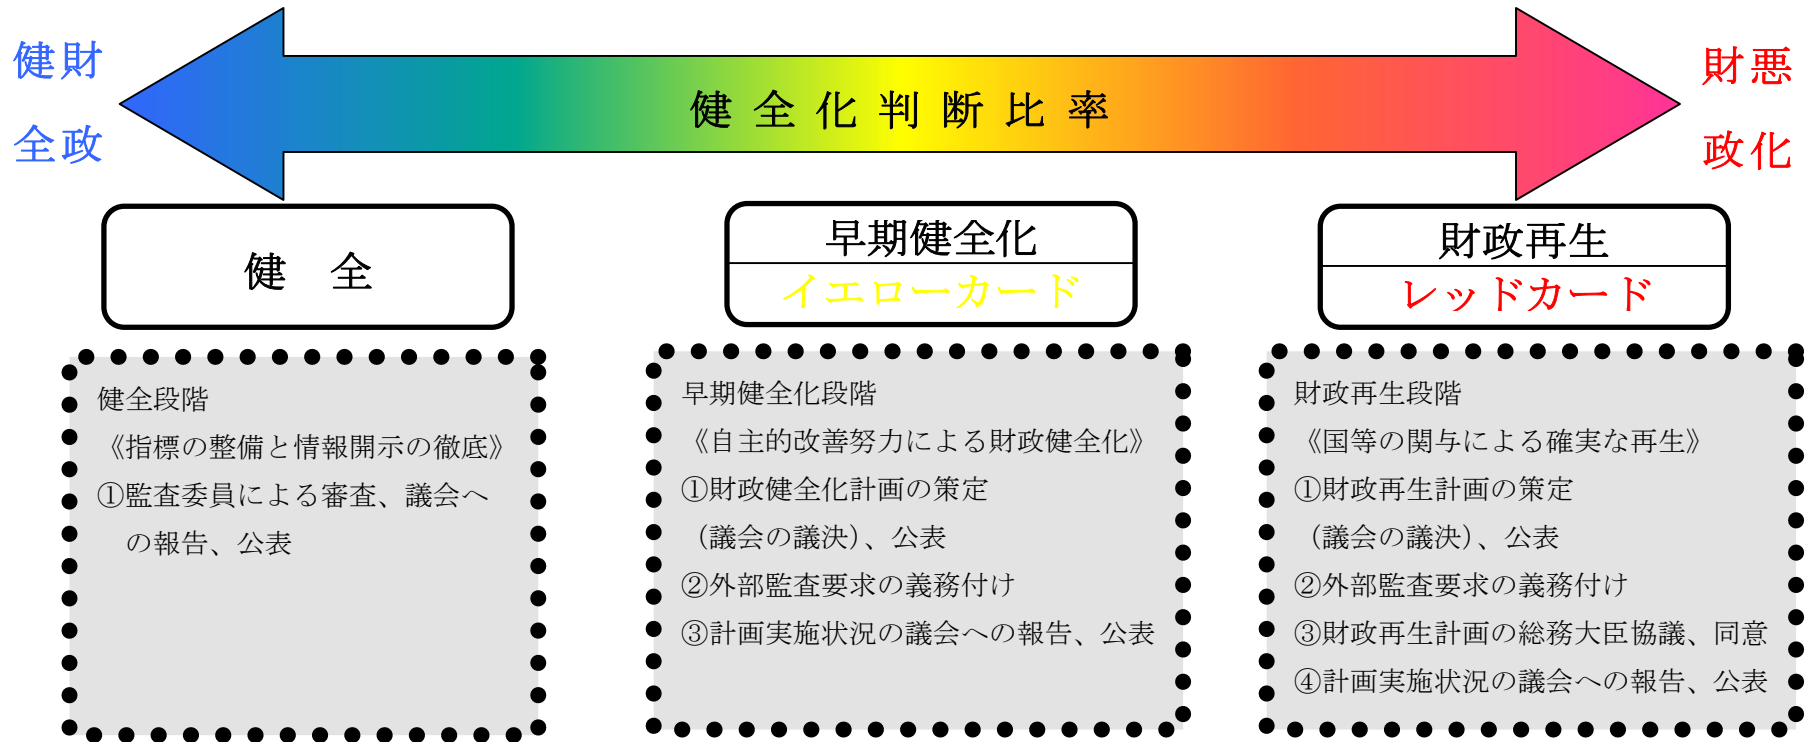 健財
全政
健全化判断比率
財悪
政化
健　全
早期健全化
イエローカード
財政再生
レッドカード
健全段階
《指標の整備と情報開示の徹底》
①監査委員による審査、議会へ
の報告、公表
早期健全化段階
《自主的改善努力による財政健全化》
①財政健全化計画の策定
（議会の議決）、公表
②外部監査要求の義務付け
③計画実施状況の議会への報告、公表
財政再生段階
《国等の関与による確実な再生》
①財政再生計画の策定
（議会の議決）、公表
②外部監査要求の義務付け
③財政再生計画の総務大臣協議、同意
④計画実施状況の議会への報告、公表